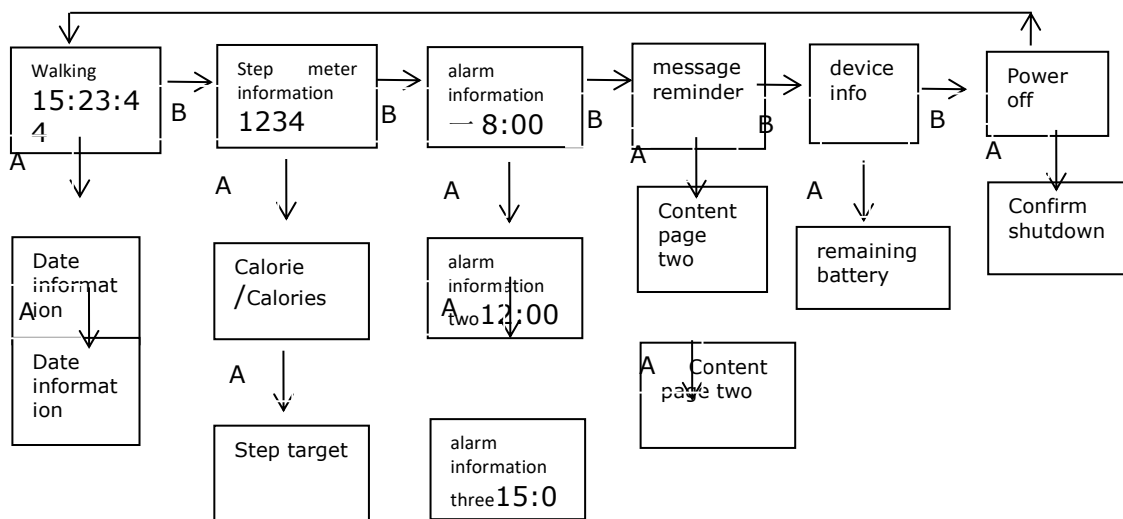 Walking
15:23:4
4
B
A
Step meter
information
1234
B
alarm
information
一 8:00
B
message
reminder
B
device
info
B
Power
off
A
A
A
A
A
A
Content
page
two
Confirm
shutdown
remaining
battery
Date
informat
ion
A
Calorie
/Calories
alarm
information
two12:00
A
Date
informat
ion
A
A
Content
page two
Step target
alarm
information
three15:0